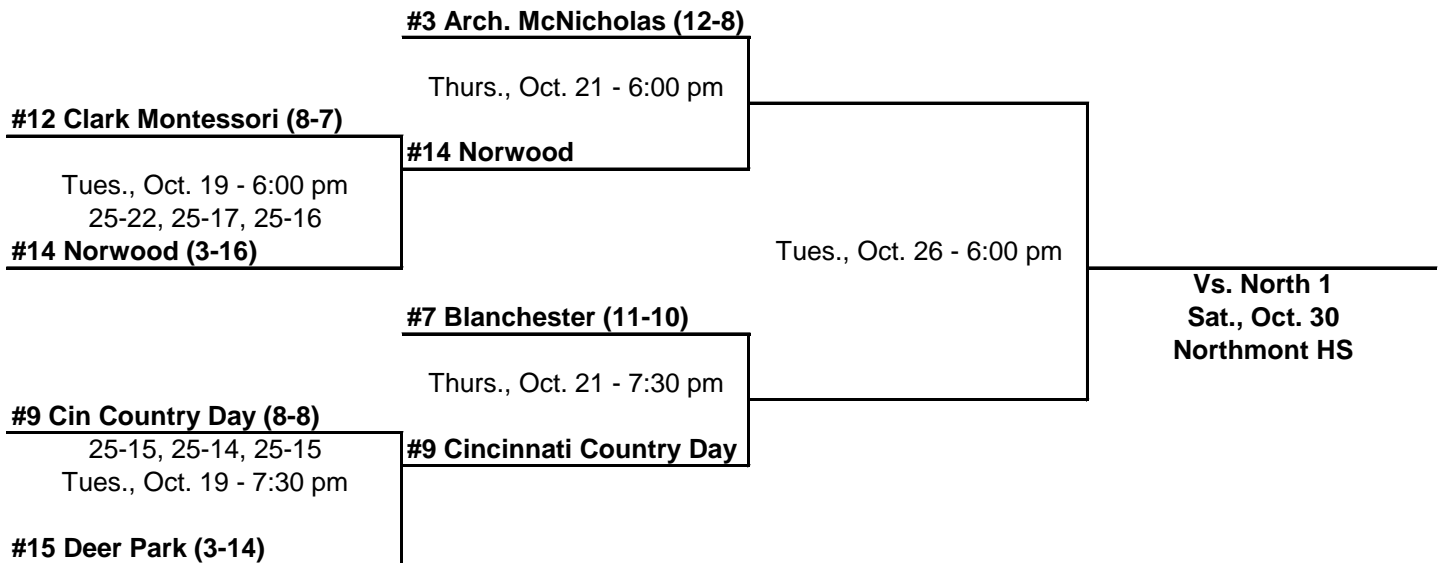 #3 Arch. McNicholas (12-8)
Thurs., Oct. 21 - 6:00 pm
#12 Clark Montessori (8-7)
#14 Norwood
Tues., Oct. 19 - 6:00 pm
25-22, 25-17, 25-16
#14 Norwood (3-16)
Tues., Oct. 26 - 6:00 pm
Vs. North 1
Sat., Oct. 30
Northmont HS
#7 Blanchester (11-10)
Thurs., Oct. 21 - 7:30 pm
#9 Cin Country Day (8-8)
25-15, 25-14, 25-15
#9 Cincinnati Country Day
Tues., Oct. 19 - 7:30 pm
#15 Deer Park (3-14)